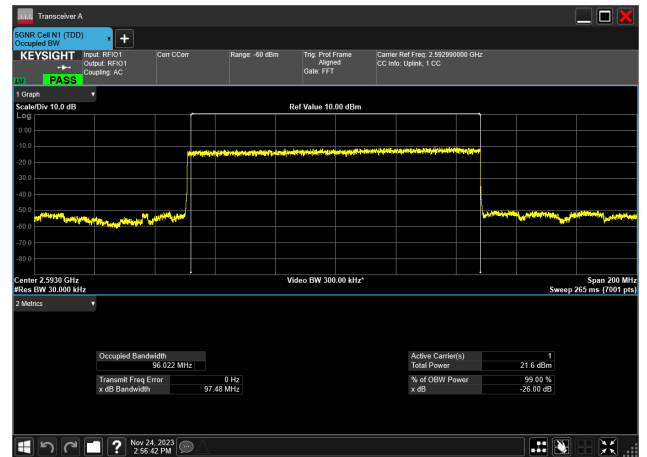 Transceiver A
5GNR Cell N1 (TDD)
Occupied BW
KEYSIGHT
LXI
PASS
Input: RFIO1
Output: RFIO1
Coupling: AC
Corr CCorr
Range: -60 dBm
Trig: Prot Frame
Aligned
Gate: FFT
Carrier Ref Freq: 2.592990000 GHz
CC Info: Uplink, 1 CC
1 Graph
Scale/Div 10.0 dB
Ref Value 10.00 dBm
Log
0.00
-10.0
-20.0
-30.0
-40.0
-50.0
-60.0
-70.0
-80.0
Center 2.5930 GHz
Video BW 300.00 kHz*
Span 200 MHz
#Res BW 30.000 kHz
Sweep 265 ms (7001 pts)
2 Metrics
Occupied Bandwidth
96.022 MHz
Active Carrier(s) 1
Total Power 21.6 dBm
Transmit Freq Error 0 Hz
x dB Bandwidth 97.48 MHz
% of OBW Power 99.00 %
x dB -26.00 dB
Nov 24, 2023
2:56:42 PM